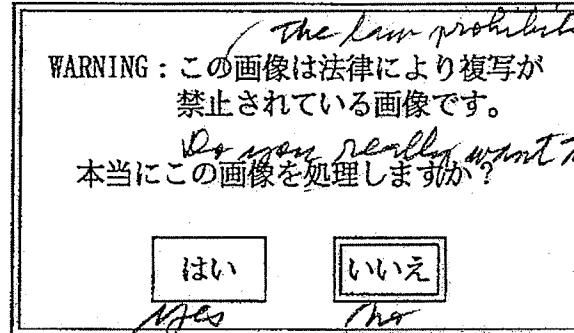 the law prohibits
WARNING：この画像は法律により複写が
禁止されている画像です。
Do you really want
本当にこの画像を処理しますか？
はい いいえ
yes no